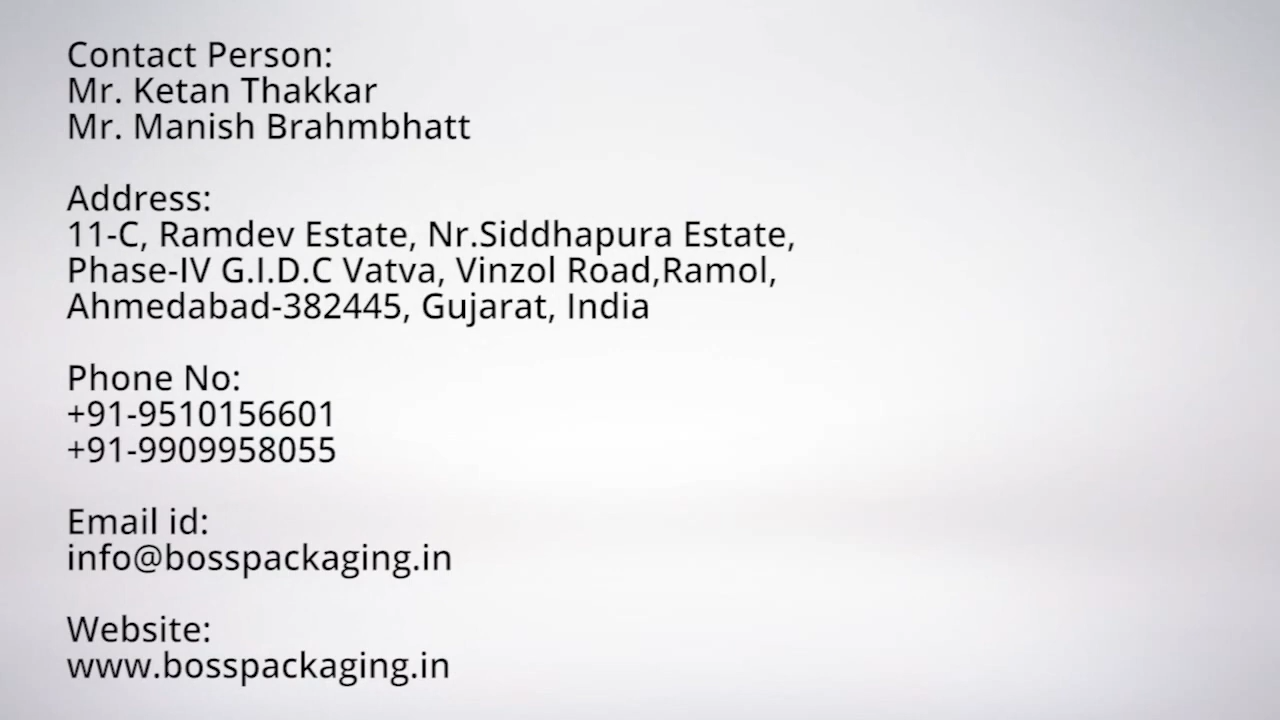 Contact Person:
Mr. Ketan Thakkar
Mr. Manish Brahmbhatt
Address:
11-C, Ramdev Estate, Nr.Siddhapura Estate,
Phase-IV G.I.D.C Vatva, Vinzol Road,Ramol,
Ahmedabad-382445, Gujarat, India
Phone No:
+91-9510156601
+91-9909958055
Email id:
info@bosspackaging.in
Website:
www.bosspackaging.in